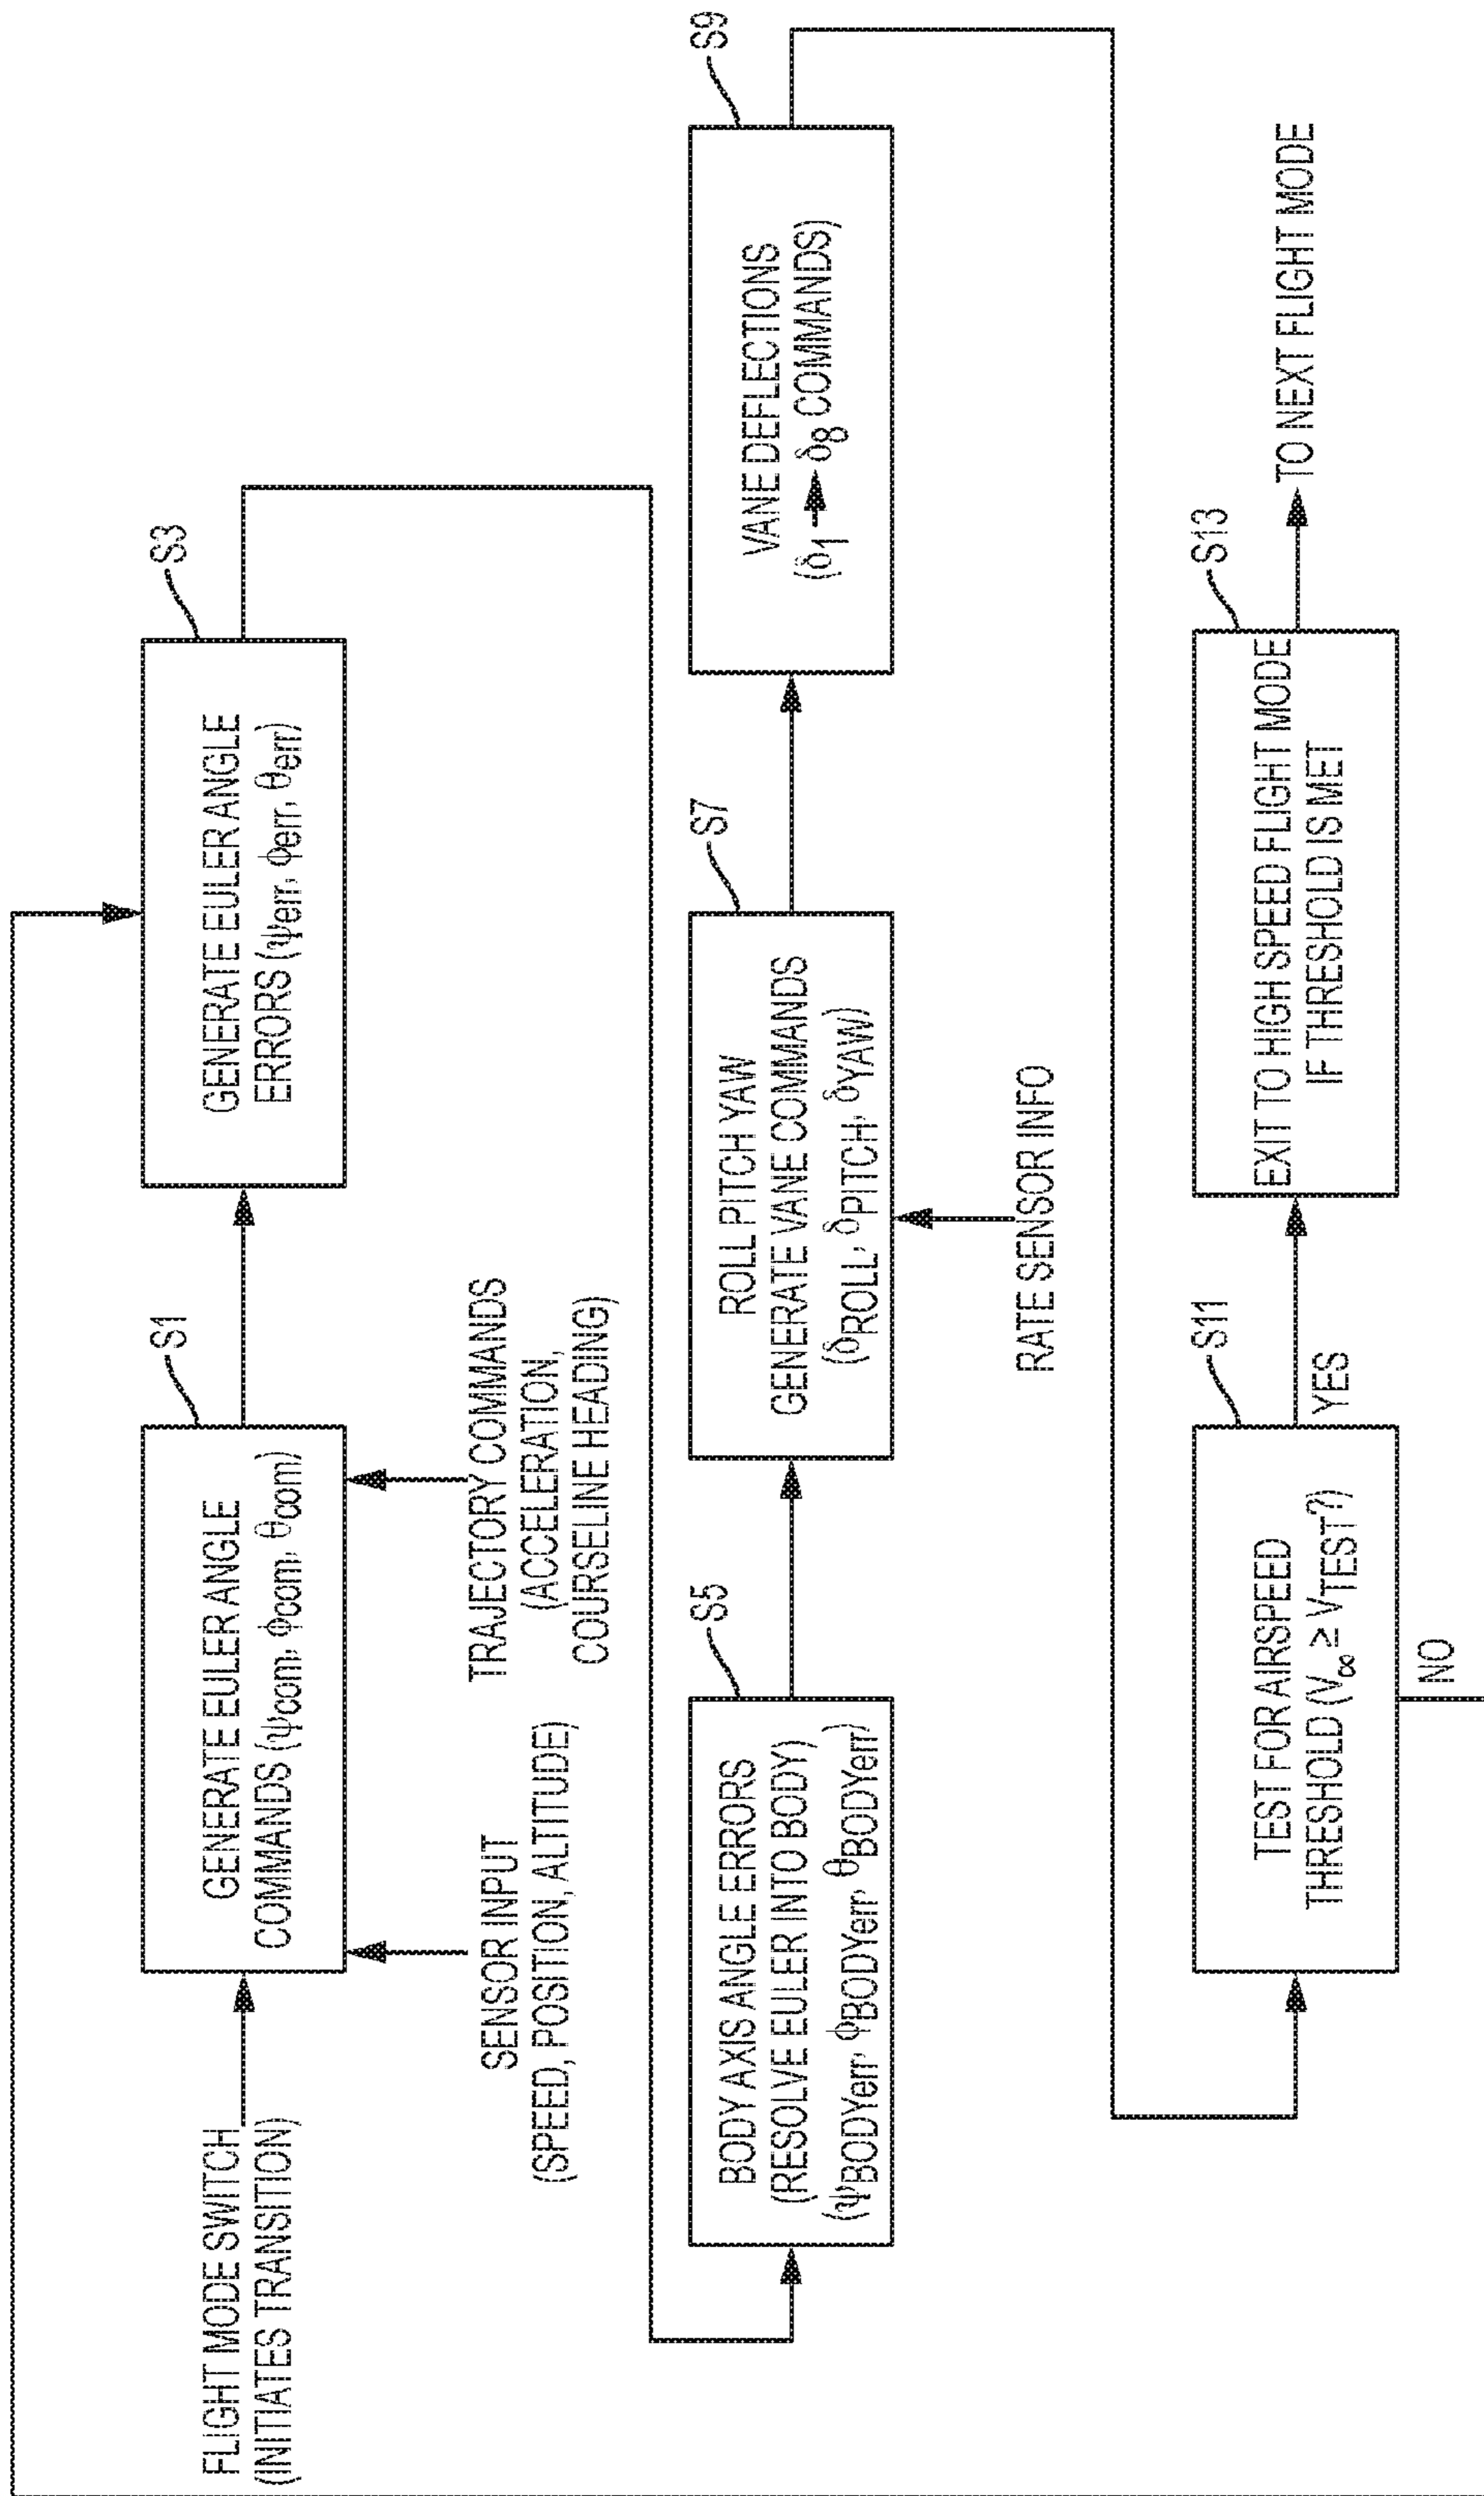 FLIGHT MODE SWITCH
(INITIATES TRANSITION)
S1
GENERATE EULER ANGLE
COMMANDS (ψcom, ϕcom, θcom)
SENSOR INPUT
(SPEED, POSITION, ALTITUDE)
TRAJECTORY COMMANDS
(ACCELERATION,
COURSELINE HEADING)
S3
GENERATE EULER ANGLE
ERRORS (ψerr, ϕerr, θerr)
S5
BODY AXIS ANGLE ERRORS
(RESOLVE EULER INTO BODY)
(ψBODYerr, ϕBODYerr, θBODYerr)
S7
ROLL PITCH YAW
GENERATE VANE COMMANDS
(δROLL, δPITCH, δYAW)
RATE SENSOR INFO
S9
VANE DEFLECTIONS
(δ1 → δ8 COMMANDS)
S11
TEST FOR AIRSPEED
THRESHOLD (V∞ ≥ VTEST?)
YES
NO
S13
EXIT TO HIGH SPEED FLIGHT MODE
IF THRESHOLD IS MET
TO NEXT FLIGHT MODE